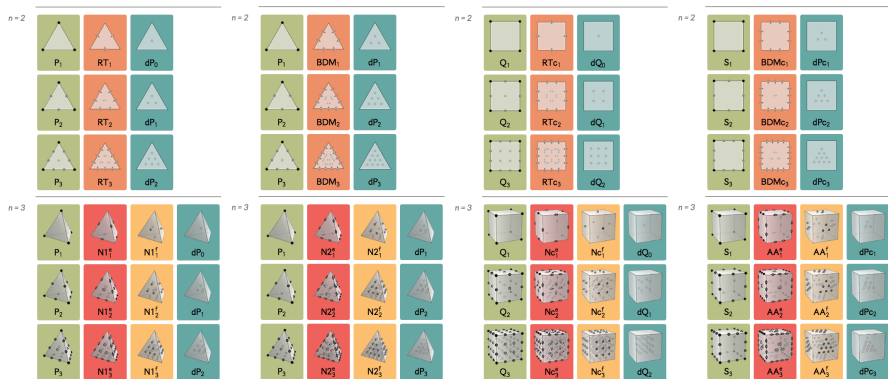 n=2 n=2 n=2 n=2
P₁ RT₁ dP₀ P₁ BDM₁ dP₁ Q₁ RTc₁ dQ₀ S₁ BDMc₁ dPc₁
P₂ RT₂ dP₁ P₂ BDM₂ dP₂ Q₂ RTc₂ dQ₁ S₂ BDMc₂ dPc₂
P₃ RT₃ dP₂ P₃ BDM₃ dP₃ Q₃ RTc₃ dQ₂ S₃ BDMc₃ dPc₃
n=3 n=3 n=3 n=3
P₁ N1ᵉ₁ N1ᶠ₁ dP₀ P₁ N2ᵉ₁ N2ᶠ₁ dP₁ Q₁ Ncᵉ₁ Ncᶠ₁ dQ₀ S₁ AAᵉ₁ AAᶠ₁ dPc₁
P₂ N1ᵉ₂ N1ᶠ₂ dP₁ P₂ N2ᵉ₂ N2ᶠ₂ dP₂ Q₂ Ncᵉ₂ Ncᶠ₂ dQ₁ S₂ AAᵉ₂ AAᶠ₂ dPc₂
P₃ N1ᵉ₃ N1ᶠ₃ dP₂ P₃ N2ᵉ₃ N2ᶠ₃ dP₃ Q₃ Ncᵉ₃ Ncᶠ₃ dQ₂ S₃ AAᵉ₃ AAᶠ₃ dPc₃